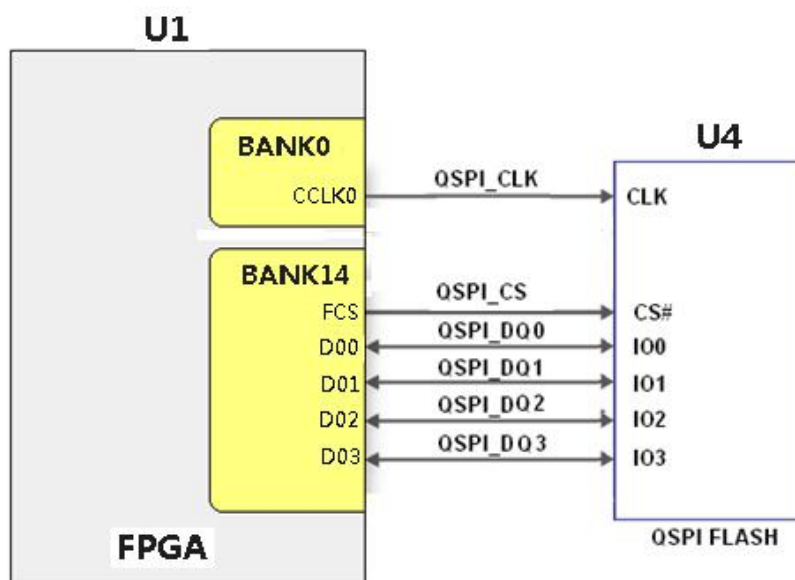 U1
U4
BANK0
CCLK0
QSPI_CLK
CLK
BANK14
FCS
QSPI_CS
CS#
D00
QSPI_DQ0
IO0
D01
QSPI_DQ1
IO1
D02
QSPI_DQ2
IO2
D03
QSPI_DQ3
IO3
FPGA
QSPI FLASH